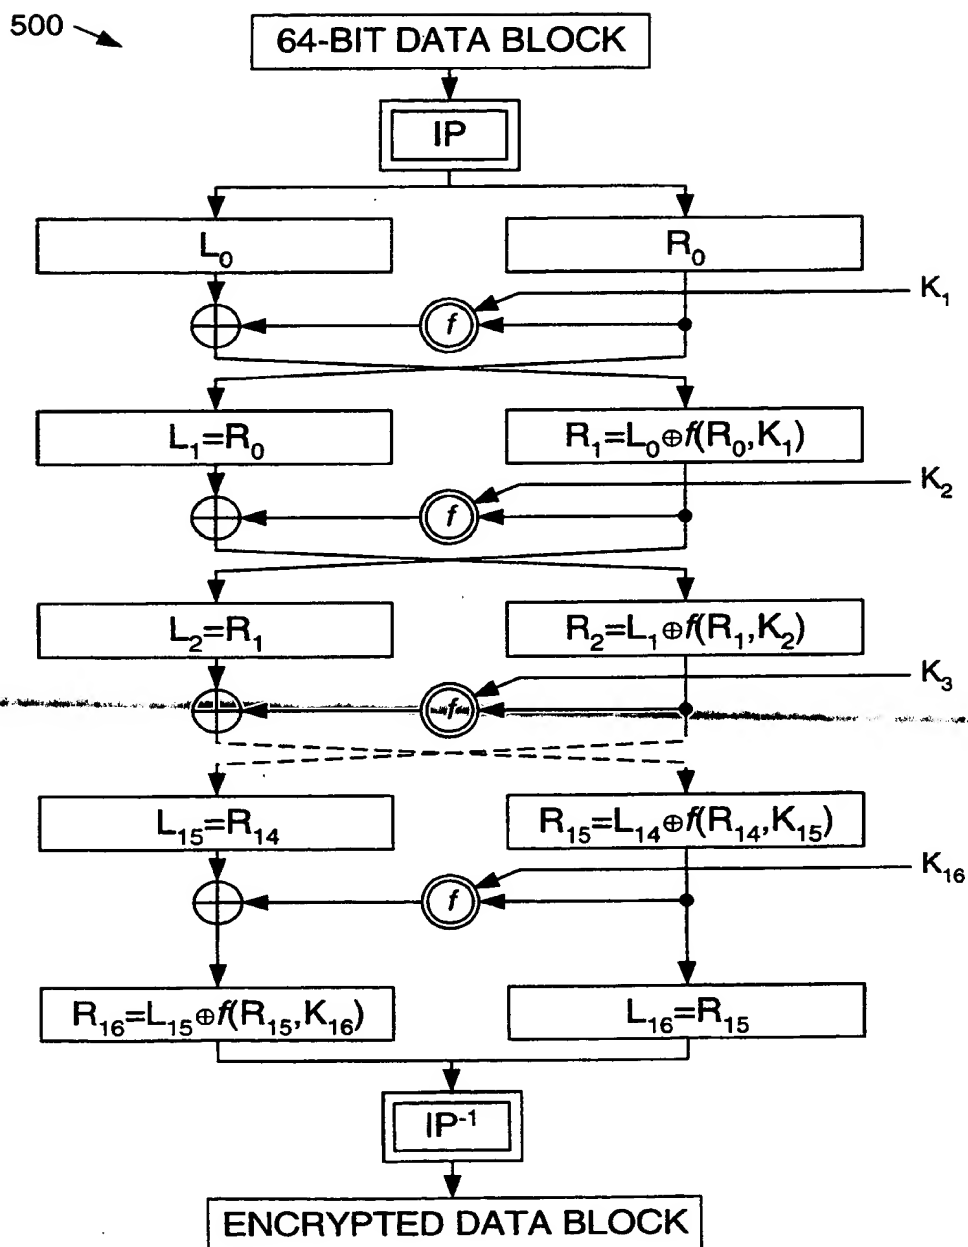 500
64-BIT DATA BLOCK
IP
L₀
R₀
K₁
f
L₁=R₀
R₁=L₀⊕f(R₀,K₁)
K₂
f
L₂=R₁
R₂=L₁⊕f(R₁,K₂)
K₃
f
L₁₅=R₁₄
R₁₅=L₁₄⊕f(R₁₄,K₁₅)
K₁₆
f
R₁₆=L₁₅⊕f(R₁₅,K₁₆)
L₁₆=R₁₅
IP⁻¹
ENCRYPTED DATA BLOCK